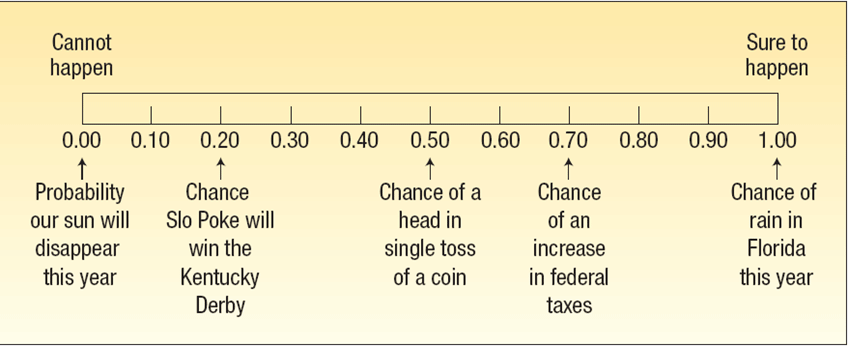 Cannot
happen
Sure to
happen
0.00 0.10 0.20 0.30 0.40 0.50 0.60 0.70 0.80 0.90 1.00
Probability
our sun will
disappear
this year
Chance
Slo Poke will
win the
Kentucky
Derby
Chance of a
head in
single toss
of a coin
Chance
of an
increase
in federal
taxes
Chance of
rain in
Florida
this year